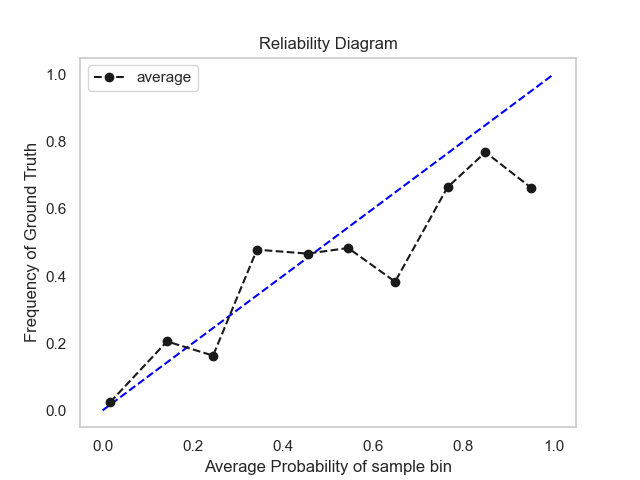 Reliability Diagram
average
Frequency of Ground Truth
1.0
0.8
0.6
0.4
0.2
0.0
0.0 0.2 0.4 0.6 0.8 1.0
Average Probability of sample bin